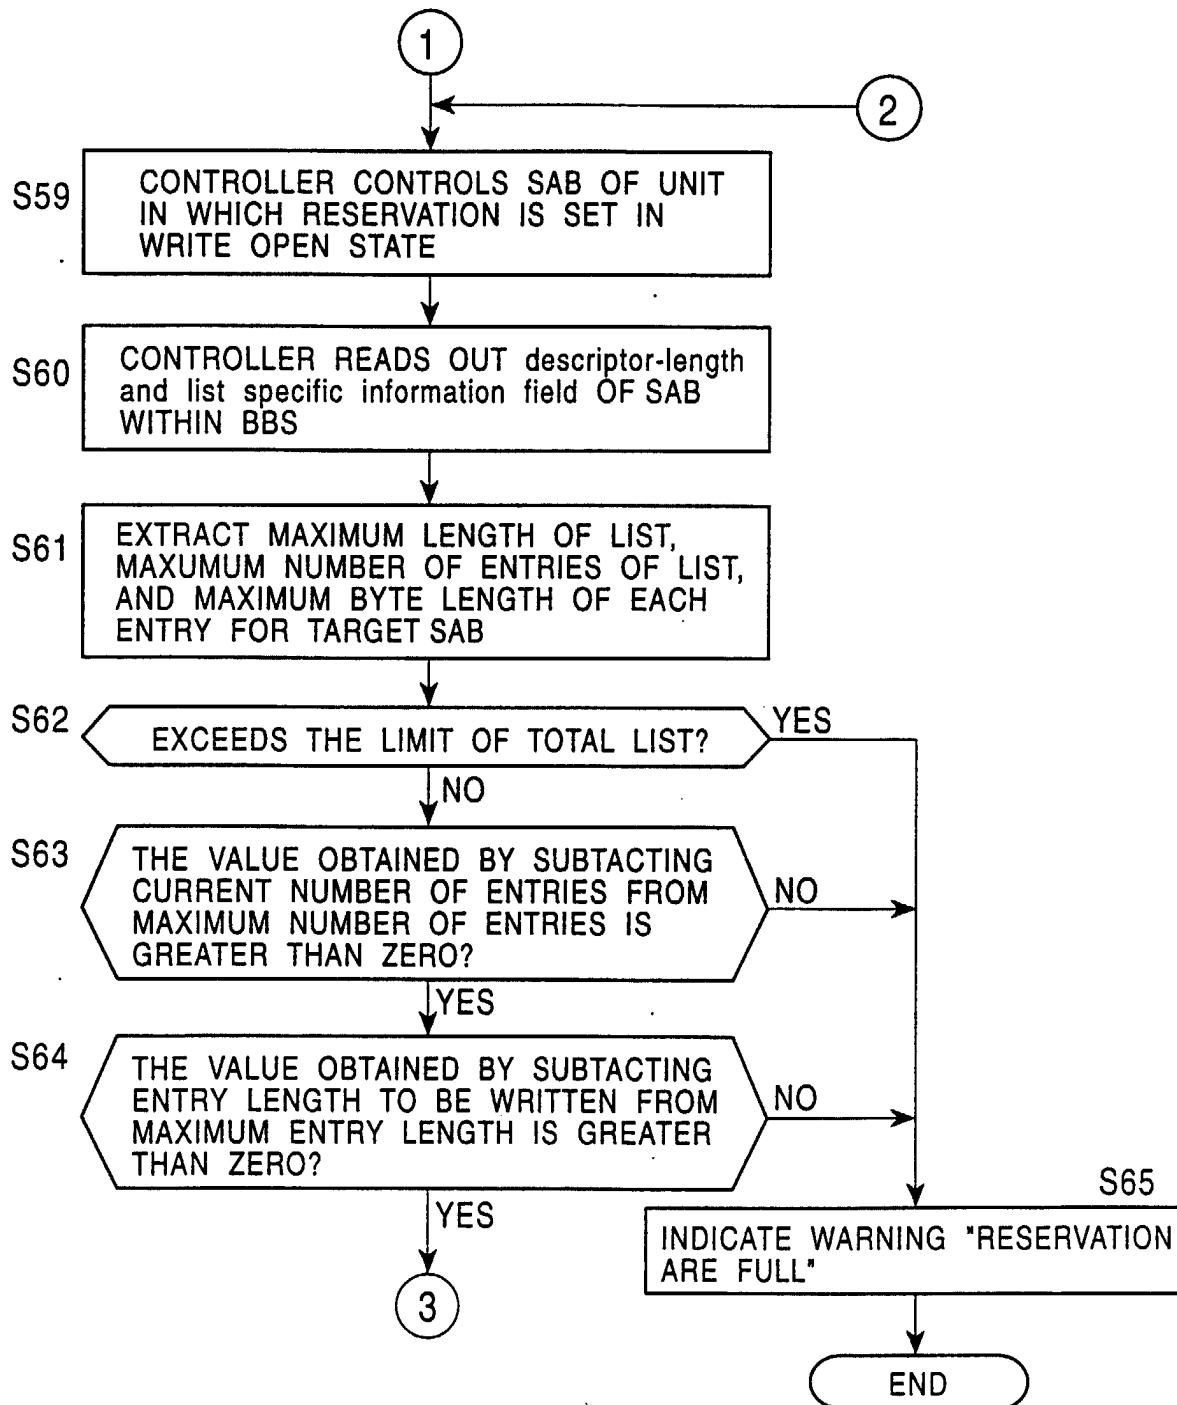 1
2
S59
CONTROLLER CONTROLS SAB OF UNIT
IN WHICH RESERVATION IS SET IN
WRITE OPEN STATE
S60
CONTROLLER READS OUT descriptor-length
and list specific information field OF SAB
WITHIN BBS
S61
EXTRACT MAXIMUM LENGTH OF LIST,
MAXUMUM NUMBER OF ENTRIES OF LIST,
AND MAXIMUM BYTE LENGTH OF EACH
ENTRY FOR TARGET SAB
S62
EXCEEDS THE LIMIT OF TOTAL LIST?
YES
NO
S63
THE VALUE OBTAINED BY SUBTACTING
CURRENT NUMBER OF ENTRIES FROM
MAXIMUM NUMBER OF ENTRIES IS
GREATER THAN ZERO?
NO
YES
S64
THE VALUE OBTAINED BY SUBTACTING
ENTRY LENGTH TO BE WRITTEN FROM
MAXIMUM ENTRY LENGTH IS GREATER
THAN ZERO?
NO
YES
3
S65
INDICATE WARNING "RESERVATION
ARE FULL"
END